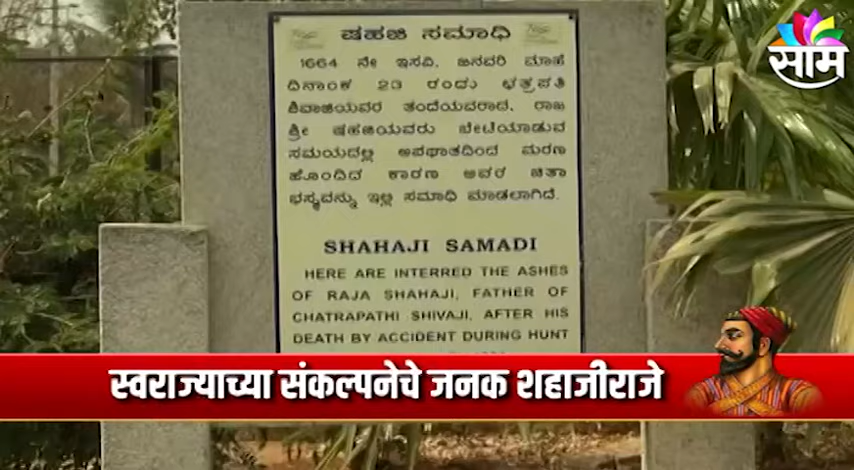 ಷಹಜಿ ಸಮಾಧಿ
साम
1664 ನೇ ಇಸವಿ, ಜನವರಿ ಮಾಹೆ
ದಿನಾಂಕ 23 ರಂದು ಛತ್ರಪತಿ
ಶಿವಾಜಿಯವರ ತಂದೆಯವರಾದ, ರಾಜ
ಶ್ರೀ ಷಹಜಿಯವರು ಬೇಟೆಯಾಡುವ
ಸಮಯದಲ್ಲಿ ಅಪಘಾತದಿಂದ ಮರಣ
ಹೊಂದಿದ ಕಾರಣ ಅವರ ಚಿತಾ
ಭಸ್ಮವನ್ನು ಇಲ್ಲಿ ಸಮಾಧಿ ಮಾಡಲಾಗಿದೆ.
SHAHAJI SAMADI
HERE ARE INTERRED THE ASHES
OF RAJA SHAHAJI, FATHER OF
CHATRAPATHI SHIVAJI, AFTER HIS
DEATH BY ACCIDENT DURING HUNT
स्वराज्याच्या संकल्पनेचे जनक शहाजीराजे